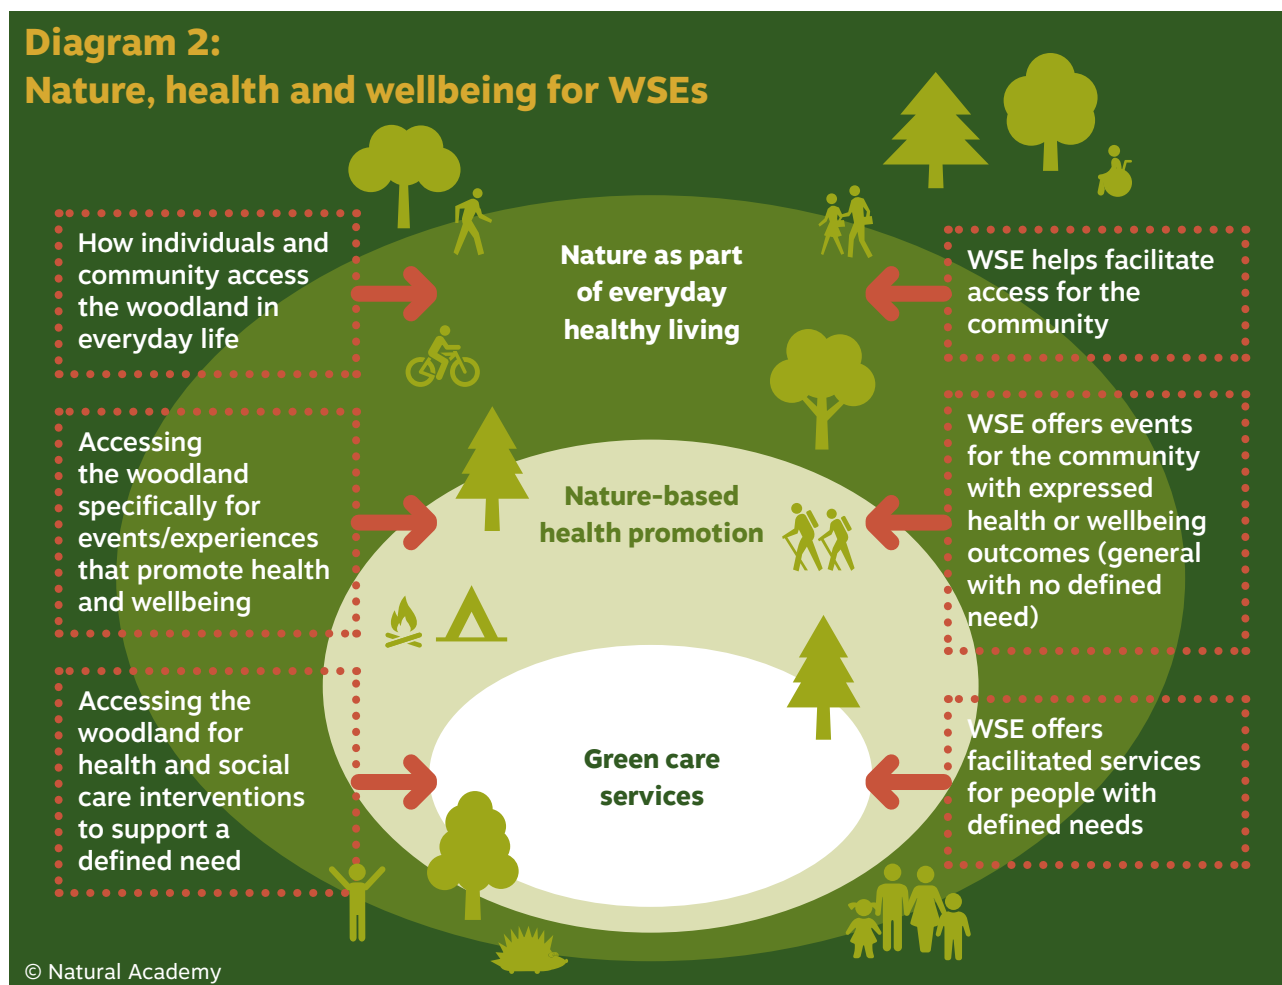 Diagram 2:
Nature, health and wellbeing for WSEs
How individuals and
community access
the woodland in
everyday life
Nature as part
of everyday
healthy living
WSE helps facilitate
access for the
community
Accessing
the woodland
specifically for
events/experiences
that promote health
and wellbeing
Nature-based
health promotion
WSE offers events
for the community
with expressed
health or wellbeing
outcomes (general
with no defined
need)
Accessing the
woodland for
health and social
care interventions
to support a
defined need
Green care
services
WSE offers
facilitated services
for people with
defined needs
© Natural Academy